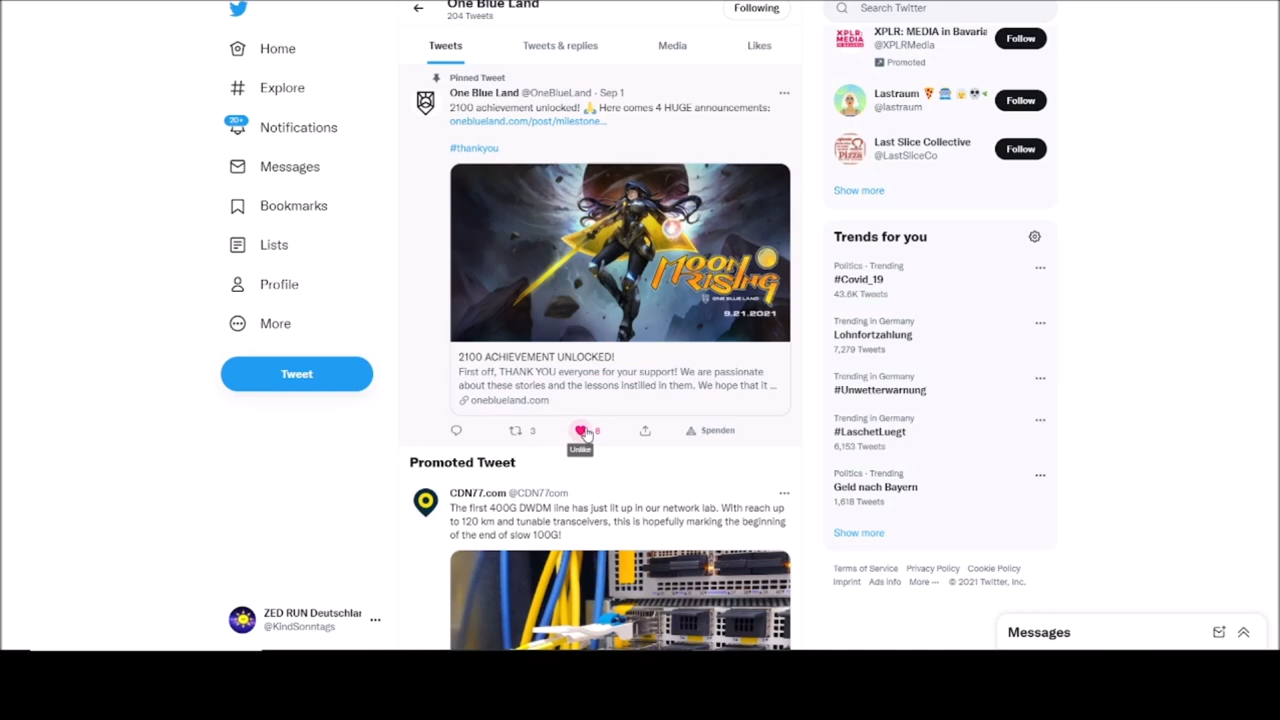 One Blue Land
204 Tweets
Following
Search Twitter
Home
Explore
20+
Notifications
Messages
Bookmarks
Lists
Profile
More
Tweet
ZED RUN Deutschlar
@KindSonntags
Tweets
Tweets & replies
Media
Likes
Pinned Tweet
One Blue Land @OneBlueLand · Sep 1
2100 achievement unlocked! 🙏 Here comes 4 HUGE announcements:
oneblueland.com/post/milestone...
#thankyou
MOON RISING
ONE BLUE LAND
9.21.2021
2100 ACHIEVEMENT UNLOCKED!
First off, THANK YOU everyone for your support! We are passionate
about these stories and the lessons instilled in them. We hope that it ...
oneblueland.com
3
8
Spenden
Unlike
Promoted Tweet
CDN77.com @CDN77com
The first 400G DWDM line has just lit up in our network lab. With reach up
to 120 km and tunable transceivers, this is hopefully marking the beginning
of the end of slow 100G!
XPLR:
MEDIA
XPLR: MEDIA in Bavaria
@XPLRMedia
Follow
Promoted
Lastraum 🍕
@lastraum
Follow
Pizza
Last Slice Collective
@LastSliceCo
Follow
Show more
Trends for you
Politics · Trending
#Covid_19
43.6K Tweets
Trending in Germany
Lohnfortzahlung
7,279 Tweets
Trending in Germany
#Unwetterwarnung
Trending in Germany
#LaschetLuegt
6,153 Tweets
Politics · Trending
Geld nach Bayern
1,618 Tweets
Show more
Terms of Service Privacy Policy Cookie Policy
Imprint Ads info More ··· © 2021 Twitter, Inc.
Messages